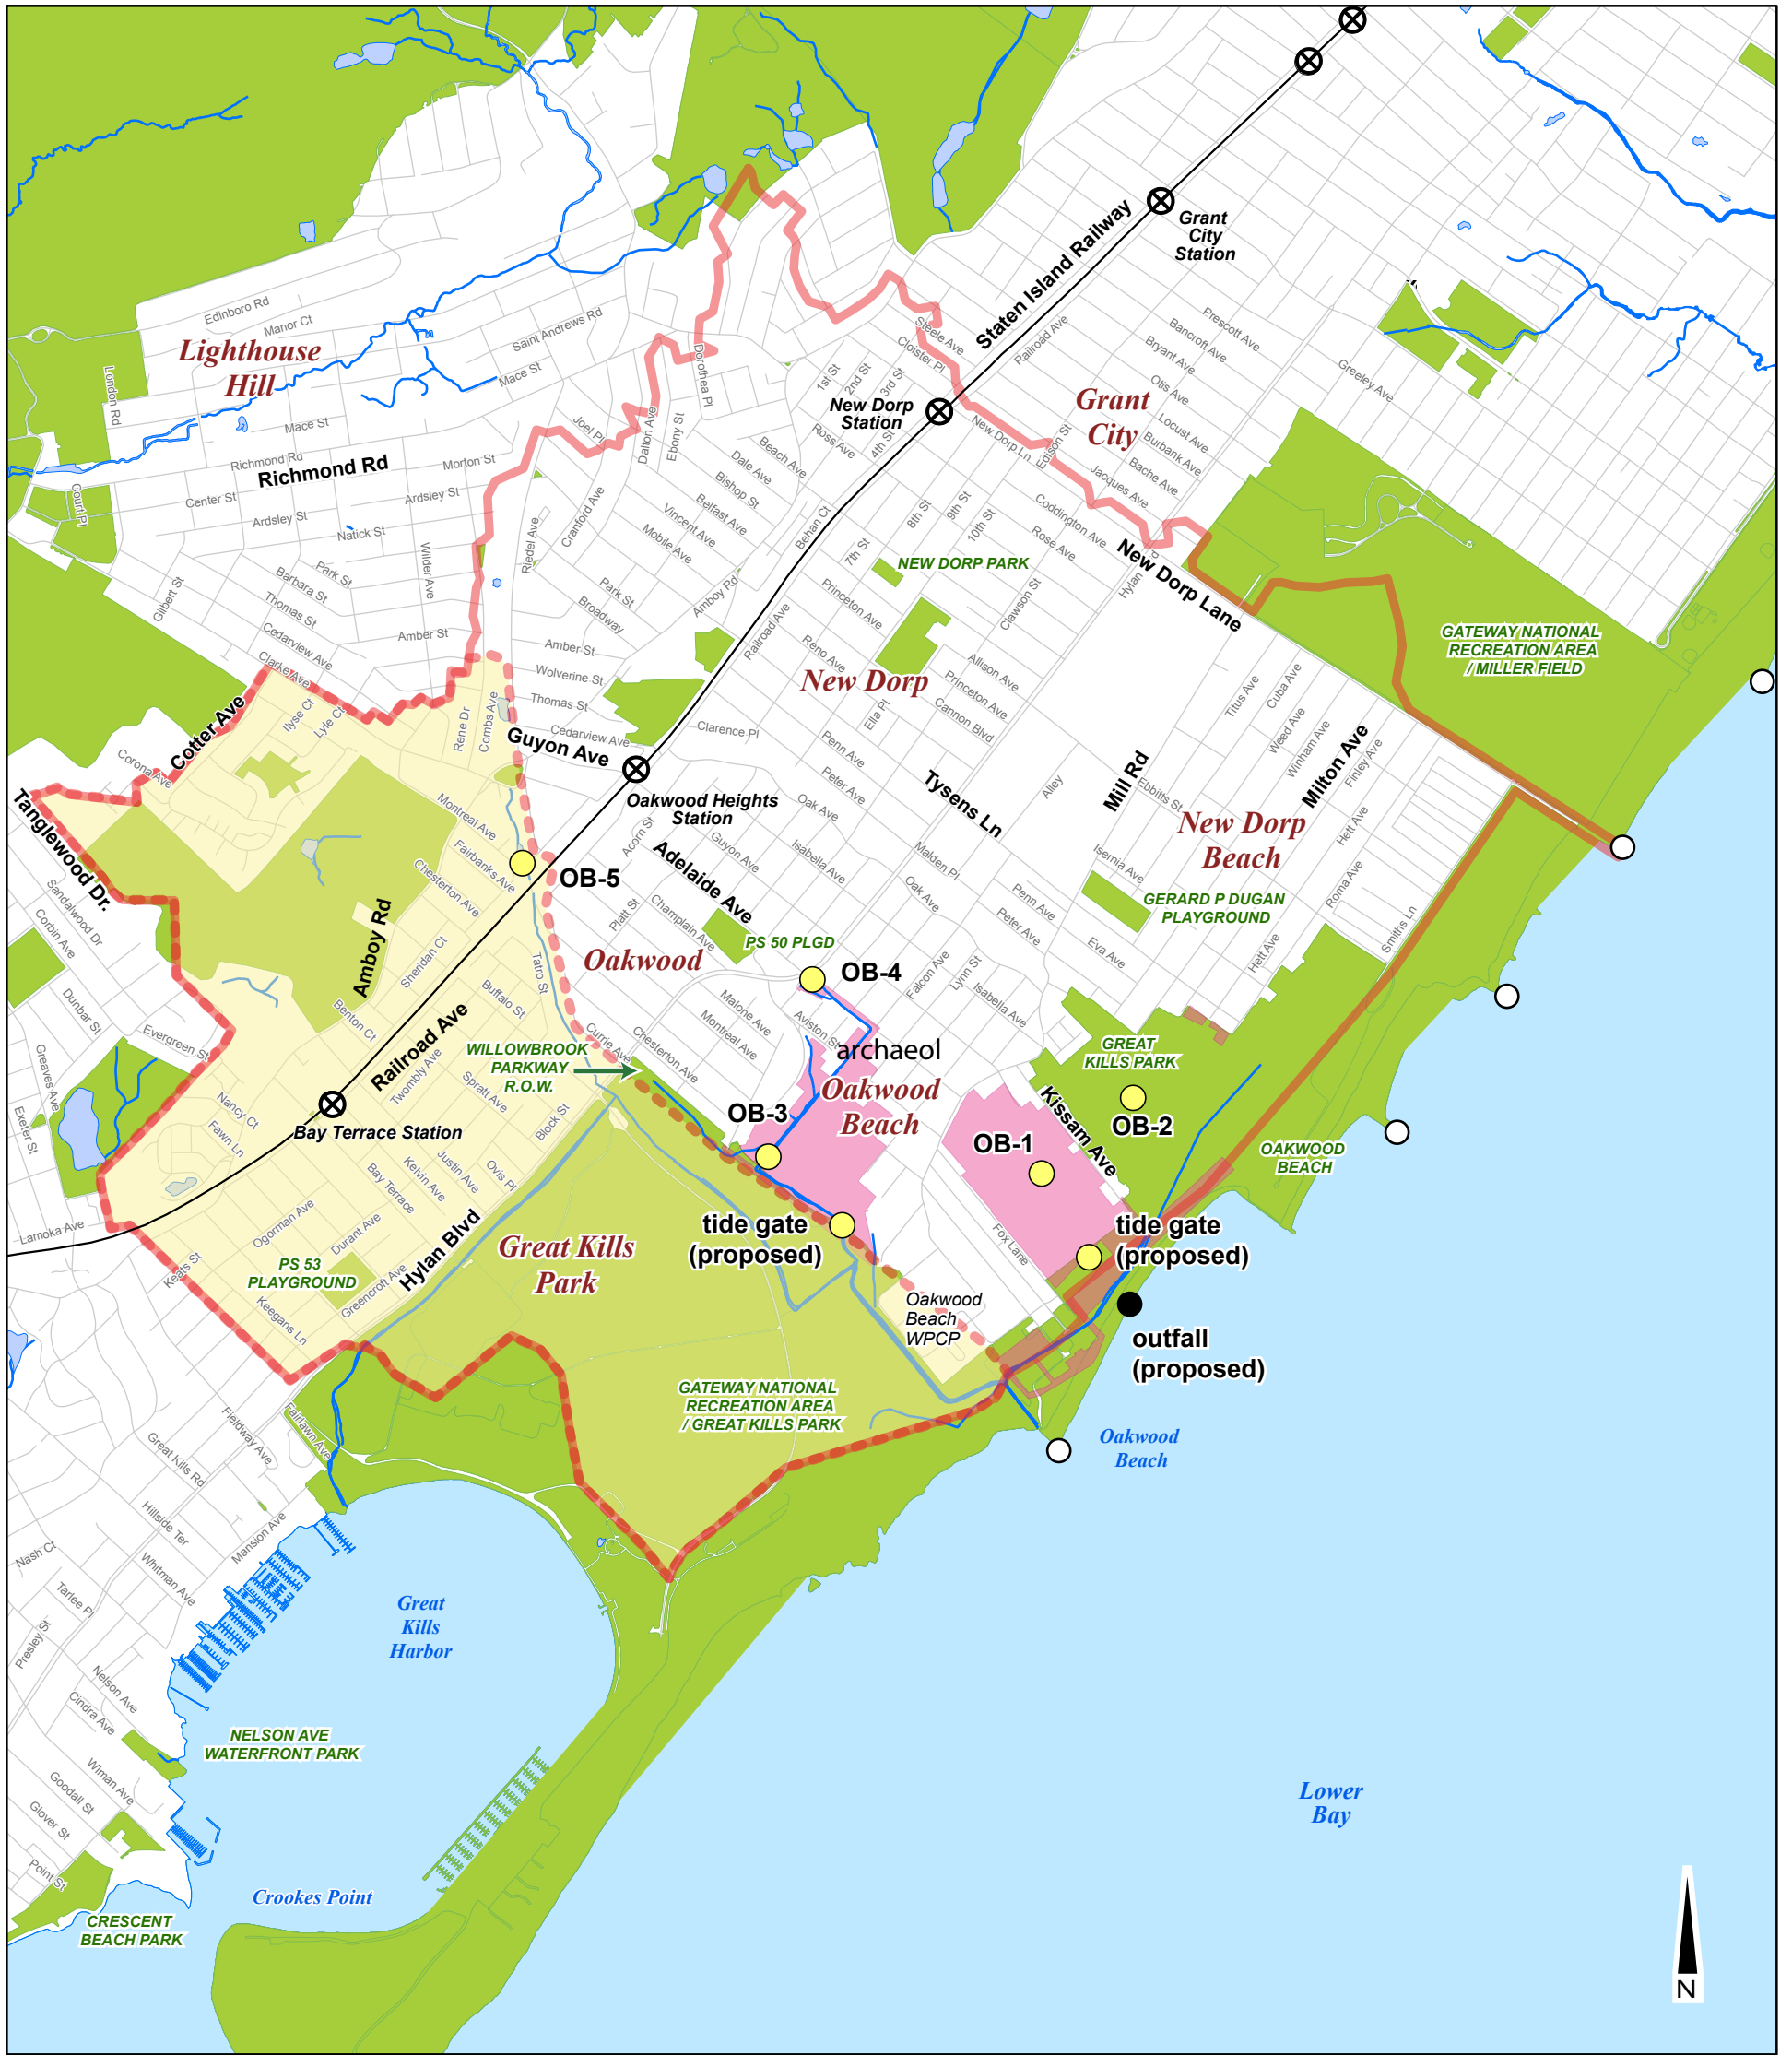 Grant
City
Station
Staten Island Railway
Edinboro Rd
Manor Ct
Saint Andrews Rd
Mace St
Lighthouse
Hill
London Rd
Mace St
Richmond Rd
Richmond Rd
Morton St
Court Pl
Center St
Ardsley St
Ardsley St
Natick St
Joel Pl
Dorothea Pl
Dalton Ave
Ebony St
Steele Ave
Cloister Pl
Railroad Ave
1st St
2nd St
3rd St
4th St
Ross Ave
New Dorp
Station
Prescott Ave
Bancroft Ave
Bryant Ave
Otis Ave
Locust Ave
Burbank Ave
Bache Ave
Jacques Ave
Greeley Ave
Grant
City
New Dorp Ln
Edison St
Coddington Ave
Rose Ave
New Dorp Lane
Hylan
Beach Ave
Dale Ave
Bishop St
Belfast Ave
Vincent Ave
Mobile Ave
Behan Ct
Cranford Ave
Riedel Ave
Wilder Ave
Park St
Barbara St
Thomas St
Cedarview Ave
Clarke Ave
Gilbert St
Amber St
Park St
Broadway
Amboy Rd
7th St
8th St
9th St
10th St
NEW DORP PARK
Princeton Ave
Clawson St
Railroad Ave
Reno Ave
New Dorp
Allison Ave
Princeton Ave
Cannon Blvd
Ella Pl
Amber St
Wolverine St
Thomas St
Cedarview Ave
Guyon Ave
Clarence Pl
Penn Ave
Peter Ave
GATEWAY NATIONAL
RECREATION AREA
/ MILLER FIELD
Titus Ave
Cuba Ave
Weed Ave
Winham Ave
Finley Ave
Milton Ave
Mill Rd
Ebbitts St
New Dorp
Beach
Hett Ave
Cotter Ave
Ilyse Ct
Lyle Ct
Rene Dr
Combs Ave
Corona Ave
Tanglewood Dr.
Oakwood Heights
Station
Montreal Ave
Fairbanks Ave
Chesterton Ave
OB-5
Acorn St
Adelaide Ave
Guyon Ave
Oak Ave
Isabella Ave
Tysens Ln
Alley
Malden Pl
Oak Ave
Isernia Ave
Penn Ave
Peter Ave
Eva Ave
GERARD P DUGAN
PLAYGROUND
Roma Ave
Hett Ave
Smiths Ln
Sandalwood Dr
Corbin Ave
Dunbar St
Evergreen St
Greaves Ave
Exeter St
Amboy Rd
Sheridan Ct
Platt St
Champlain Ave
PS 50 PLGD
Oakwood
OB-4
Falcon Ave
Lynn St
Isabella Ave
Tatro St
Buffalo St
Benton Ct
Railroad Ave
Malone Ave
Montreal Ave
Aviston St
Currie Ave
Chesterton Ave
WILLOWBROOK
PARKWAY
R.O.W.
archaeol
Oakwood
Beach
GREAT
KILLS PARK
Kissam Ave
OB-2
OB-1
OB-3
OAKWOOD
BEACH
Twombly Ave
Spratt Ave
Block St
Nancy Ct
Fawn Ln
Bay Terrace Station
Justin Ave
Ovis Pl
Kelvin Ave
Bay Terrace
Lamoka Ave
Ogorman Ave
Durant Ave
Hylan Blvd
Keats St
PS 53
PLAYGROUND
Greencroft Ave
Keegans Ln
Great Kills
Park
tide gate
(proposed)
tide gate
(proposed)
Fox Lane
Oakwood
Beach
WPCP
outfall
(proposed)
GATEWAY NATIONAL
RECREATION AREA
/ GREAT KILLS PARK
Oakwood
Beach
Fairlawn Ave
Fieldway Ave
Great Kills Rd
Hillside Ter
Mansion Ave
Whitman Ave
Nash Ct
Tarlee Pl
Presley St
Great
Kills
Harbor
Nelson Ave
Cindra Ave
NELSON AVE
WATERFRONT PARK
Wiman Ave
Goodall St
Glover St
Point St
Lower
Bay
Crookes Point
CRESCENT
BEACH PARK
N